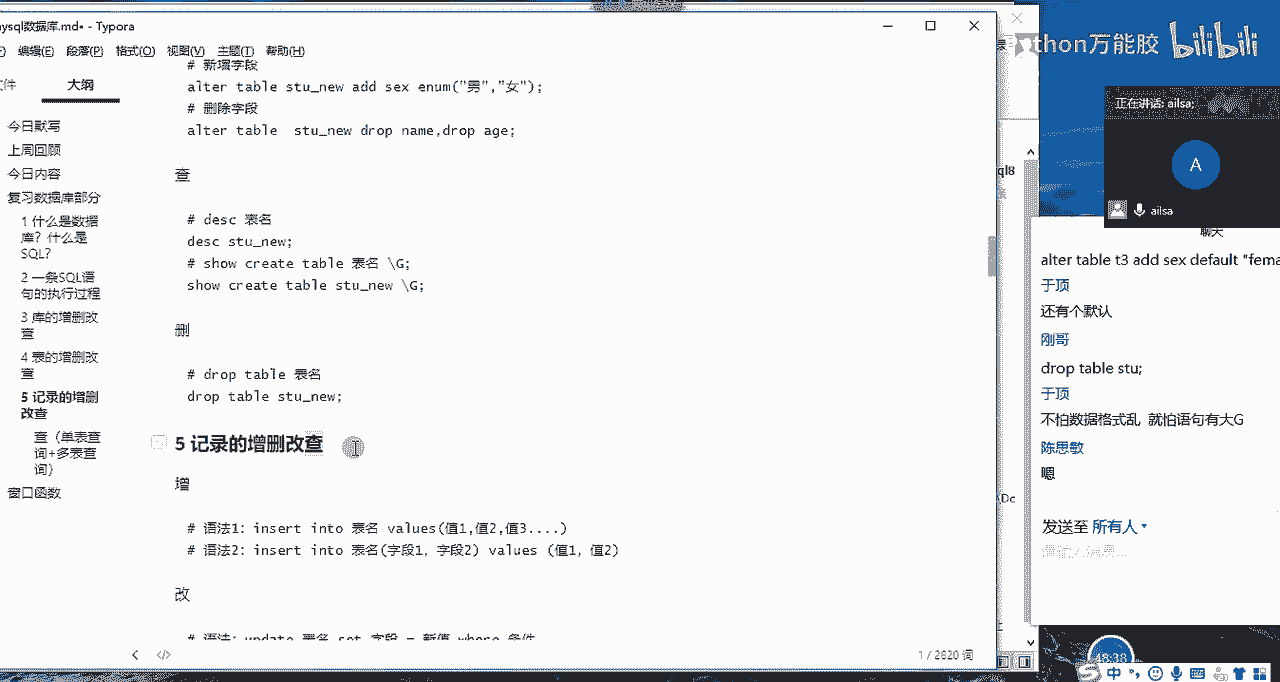 ysql数据库.md• - Typora
编辑(E) 段落(P) 格式(O) 视图(V) 主题(T) 帮助(H)
文件 大纲
今日默写
上周回顾
今日内容
复习数据库部分
1 什么是数据
库？什么是
SQL?
2 一条SQL语
句的执行过程
3 库的增删改
查
4 表的增删改
查
5 记录的增删
改查
查（单表查
询+多表查
询）
窗口函数
# 新增字段
alter table stu_new add sex enum("男","女");
# 删除字段
alter table  stu_new drop name,drop age;
查
# desc 表名
desc stu_new;
# show create table 表名 \G;
show create table stu_new \G;
删
# drop table 表名
drop table stu_new;
5 记录的增删改查
增
# 语法1: insert into 表名 values(值1,值2,值3....)
# 语法2: insert into 表名(字段1, 字段2) values (值1, 值2)
改
# 语法: update 表名 set 字段 = 新值 where 条件
1 / 2820 词
ql8
\Dc
thon万能胶 bilibili
正在讲话: ailsa;
A
ailsa
聊天
alter table t3 add sex default "fema
于顶
还有个默认
刚哥
drop table stu;
于顶
不怕数据格式乱 就怕语句有大G
陈思敏
嗯
发送至 所有人
48:38
中